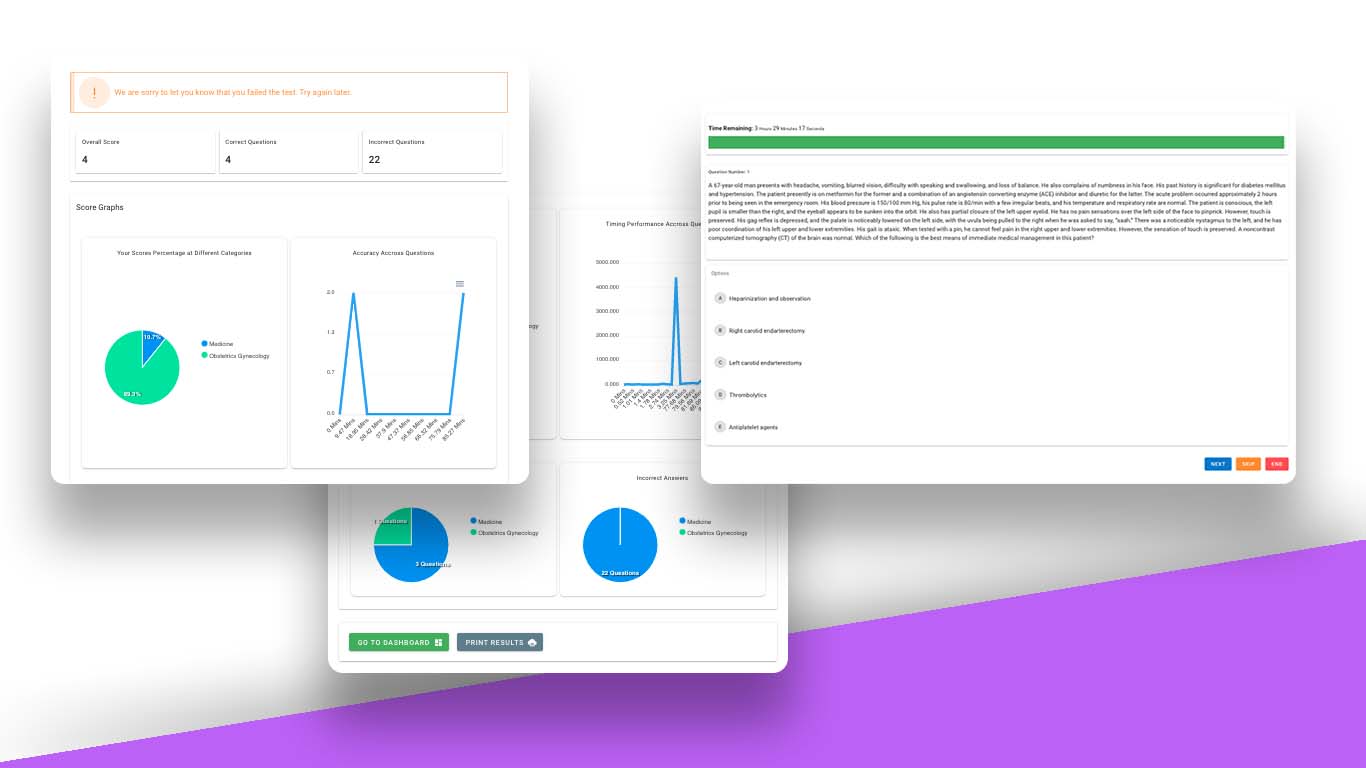 We are sorry to let you know that you failed the test. Try again later.
Overall Score
4
Correct Questions
4
Incorrect Questions
22
Score Graphs
Your Scores Percentage at Different Categories
10.7%
89.3%
Medicine
Obstetrics Gynecology
Accuracy Accross Questions
2.0
1.3
0.7
0.0
0 Mins
9.47 Mins
18.95 Mins
28.42 Mins
37.9 Mins
47.37 Mins
56.85 Mins
66.32 Mins
75.79 Mins
85.27 Mins
Timing Performance Accross Que
5000.000
4000.000
3000.000
2000.000
1000.000
0.000
0 Mins
0.52 Mins
1.01 Mins
1.4 Mins
1.78 Mins
2.74 Mins
3.25 Mins
ogy
Questions
3 Questions
Medicine
Obstetrics Gynecology
Incorrect Answers
22 Questions
Medicine
Obstetrics Gynecology
GO TO DASHBOARD
PRINT RESULTS
Time Remaining: 3 Hours 29 Minutes 17 Seconds
Question Number: 1
A 67-year-old man presents with headache, vomiting, blurred vision, difficulty with speaking and swallowing, and loss of balance. He also complains of numbness in his face. His past history is significant for diabetes mellitus
and hypertension. The patient presently is on metformin for the former and a combination of an angiotensin converting enzyme (ACE) inhibitor and diuretic for the latter. The acute problem occurred approximately 2 hours
prior to being seen in the emergency room. His blood pressure is 150/100 mm Hg, his pulse rate is 80/min with a few irregular beats, and his temperature and respiratory rate are normal. The patient is conscious, the left
pupil is smaller than the right, and the eyeball appears to be sunken into the orbit. He also has partial closure of the left upper eyelid. He has no pain sensations over the left side of the face to pinprick. However, touch is
preserved. His gag reflex is depressed, and the palate is noticeably lowered on the left side, with the uvula being pulled to the right when he was asked to say, "aaah." There was a noticeable nystagmus to the left, and he has
poor coordination of his left upper and lower extremities. His gait is ataxic. When tested with a pin, he cannot feel pain in the right upper and lower extremities. However, the sensation of touch is preserved. A noncontrast
computerized tomography (CT) of the brain was normal. Which of the following is the best means of immediate medical management in this patient?
Options
A Heparinization and observation
B Right carotid endarterectomy
C Left carotid endarterectomy
D Thrombolytics
E Antiplatelet agents
NEXT
SKIP
END